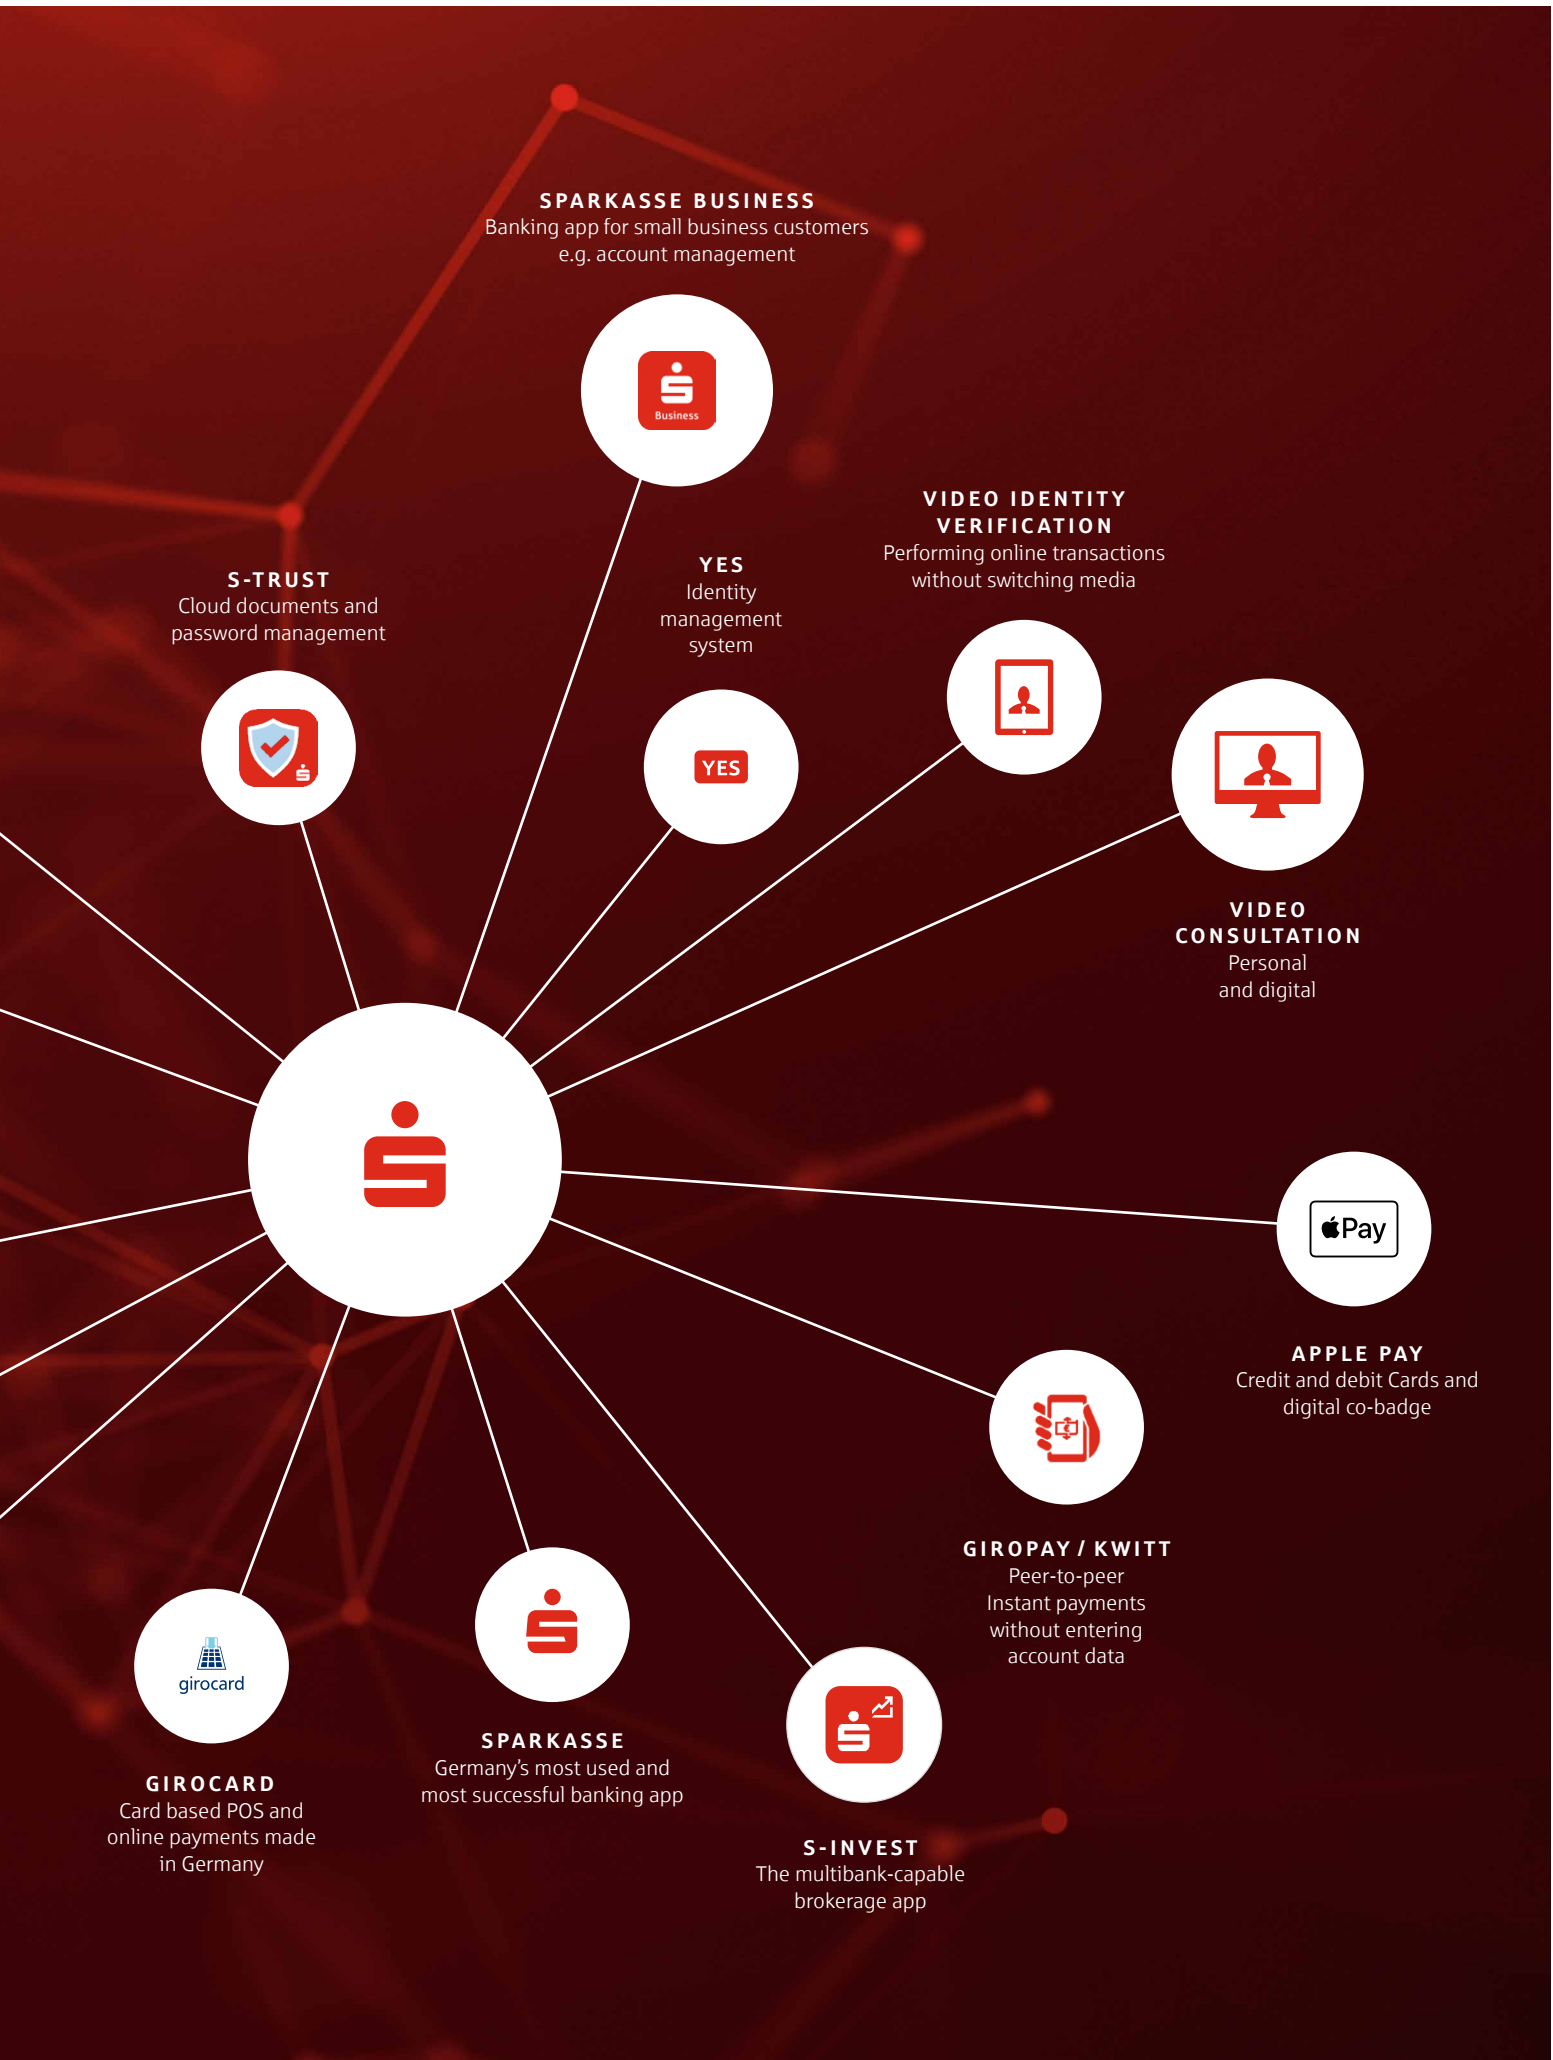 SPARKASSE BUSINESS
Banking app for small business customers
e.g. account management
Business
VIDEO IDENTITY
VERIFICATION
Performing online transactions
without switching media
YES
Identity
management
system
S-TRUST
Cloud documents and
password management
YES
VIDEO
CONSULTATION
Personal
and digital
Pay
APPLE PAY
Credit and debit Cards and
digital co-badge
GIROPAY / KWITT
Peer-to-peer
Instant payments
without entering
account data
girocard
GIROCARD
Card based POS and
online payments made
in Germany
SPARKASSE
Germany's most used and
most successful banking app
S-INVEST
The multibank-capable
brokerage app